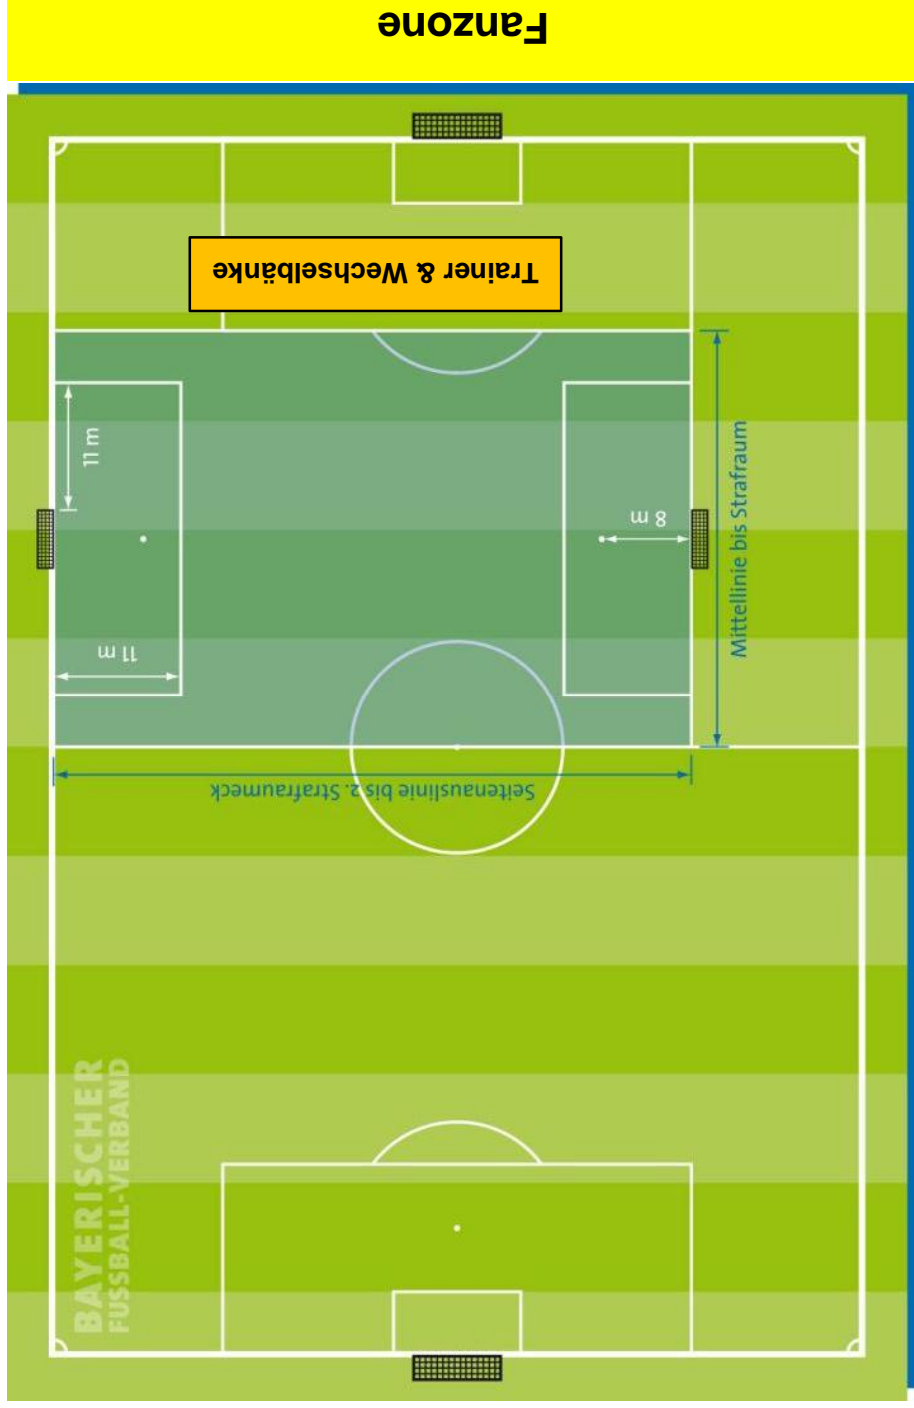 Fanzone
Trainer & Wechselbänke
11 m
8 m
Mittellinie bis Strafraum
11 m
Seitenauslinie bis 2. Strafraumeck
BAYERISCHER
FUSSBALL-VERBAND